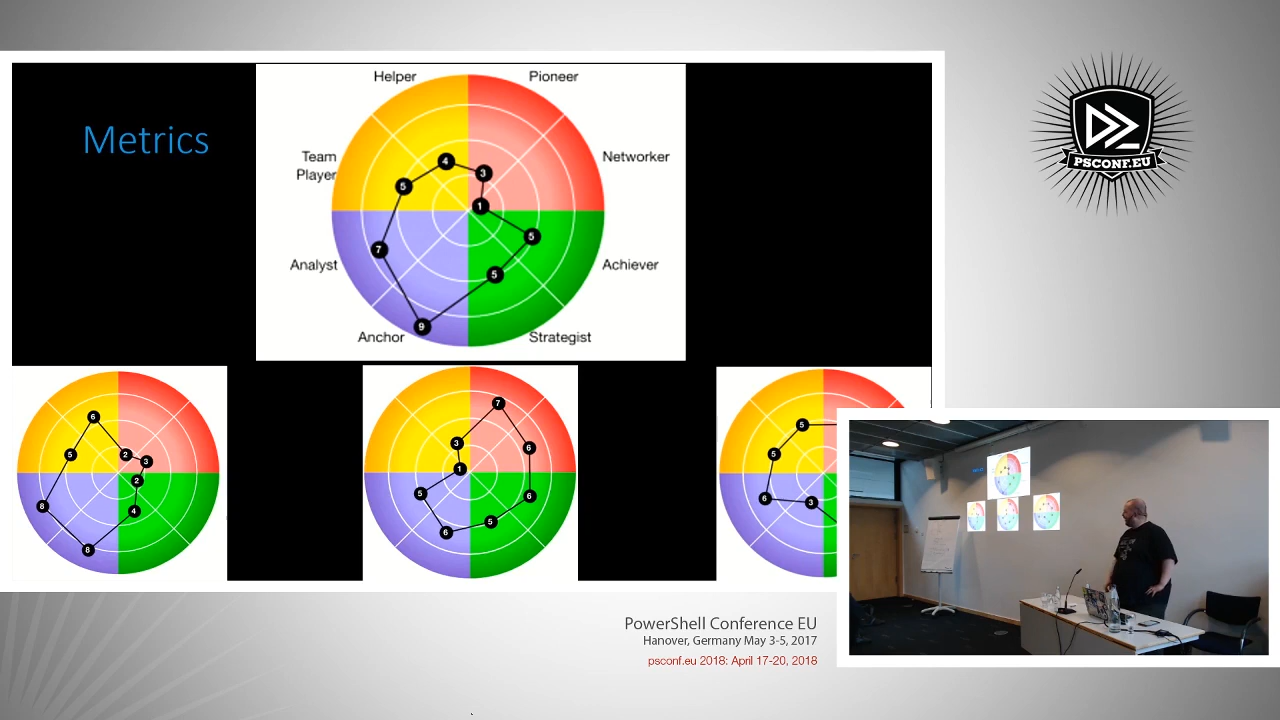 Metrics
Helper
Pioneer
Team
Player
Networker
Analyst
Achiever
Anchor
Strategist
4
3
5
1
5
7
5
9
6
2
3
5
2
8
4
8
7
3
6
1
5
6
5
6
5
5
6
3
PSCONF.EU
PowerShell Conference EU
Hanover, Germany May 3-5, 2017
psconf.eu 2018: April 17-20, 2018